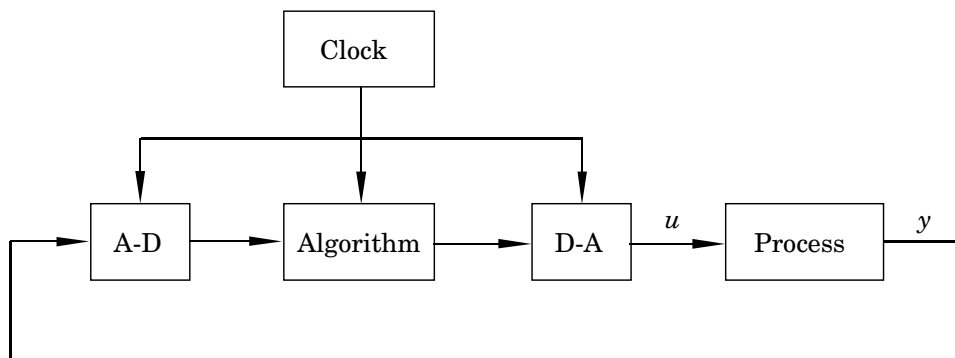 Clock
A-D
Algorithm
D-A
u
Process
y